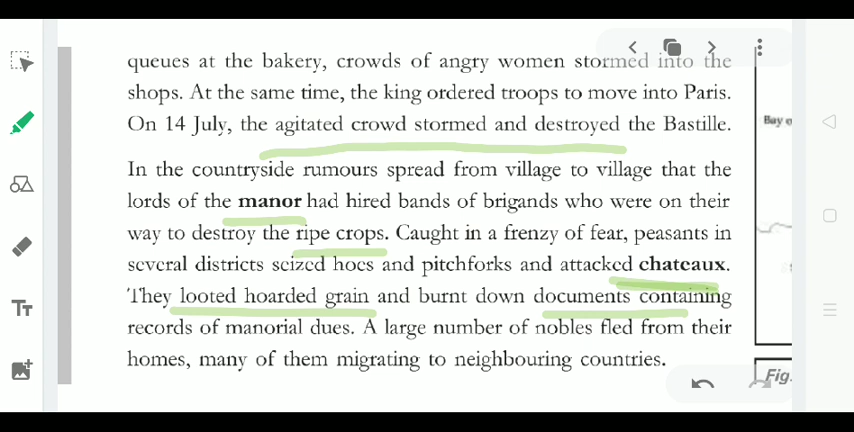 queues at the bakery, crowds of angry women stormed into the
shops. At the same time, the king ordered troops to move into Paris.
On 14 July, the agitated crowd stormed and destroyed the Bastille.
In the countryside rumours spread from village to village that the
lords of the manor had hired bands of brigands who were on their
way to destroy the ripe crops. Caught in a frenzy of fear, peasants in
several districts seized hoes and pitchforks and attacked chateaux.
They looted hoarded grain and burnt down documents containing
records of manorial dues. A large number of nobles fled from their
homes, many of them migrating to neighbouring countries.
Bay
Fig.
TT